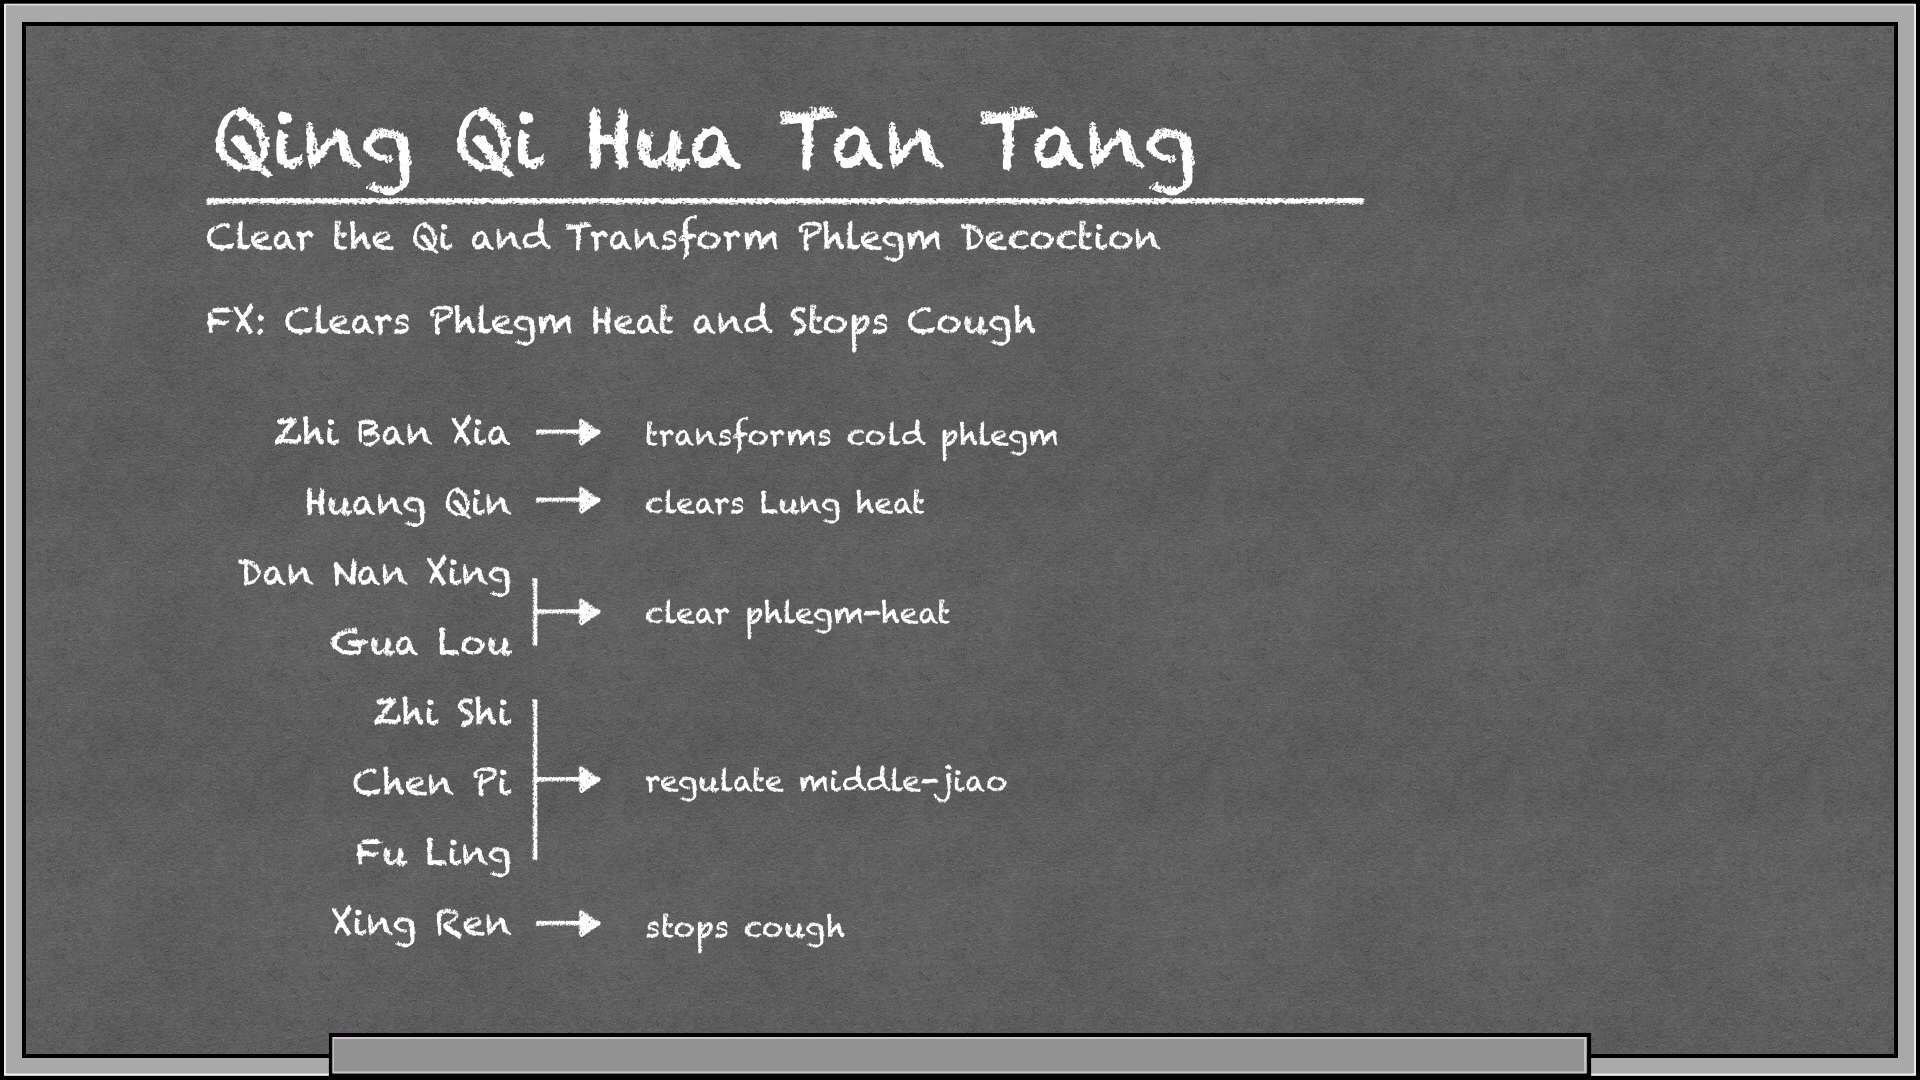 Qing Qi Hua Tan Tang
Clear the Qi and Transform Phlegm Decoction
FX: Clears Phlegm Heat and Stops Cough
Zhi Ban Xia → transforms cold phlegm
Huang Qin → clears Lung heat
Dan Nan Xing
Gua Lou → clear phlegm-heat
Zhi Shi
Chen Pi → regulate middle-jiao
Fu Ling
Xing Ren → stops cough